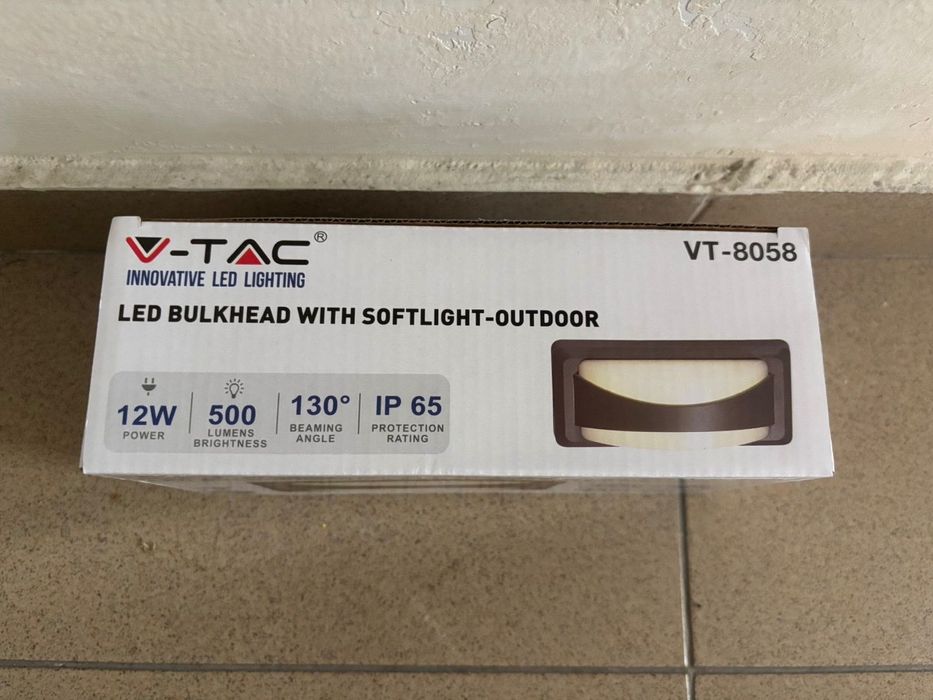 V-TAC®
INNOVATIVE LED LIGHTING
VT-8058
LED BULKHEAD WITH SOFTLIGHT-OUTDOOR
12W
POWER
500
LUMENS
BRIGHTNESS
130°
BEAMING
ANGLE
IP 65
PROTECTION
RATING